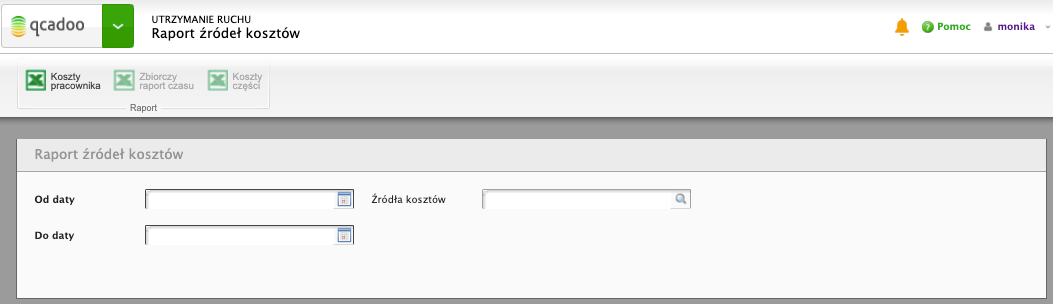 qcadoo
UTRZYMANIE RUCHU
Raport źródeł kosztów
Pomoc
monika
Koszty pracownika
Zbiorczy raport czasu
Koszty części
Raport
Raport źródeł kosztów
Od daty
Źródła kosztów
Do daty